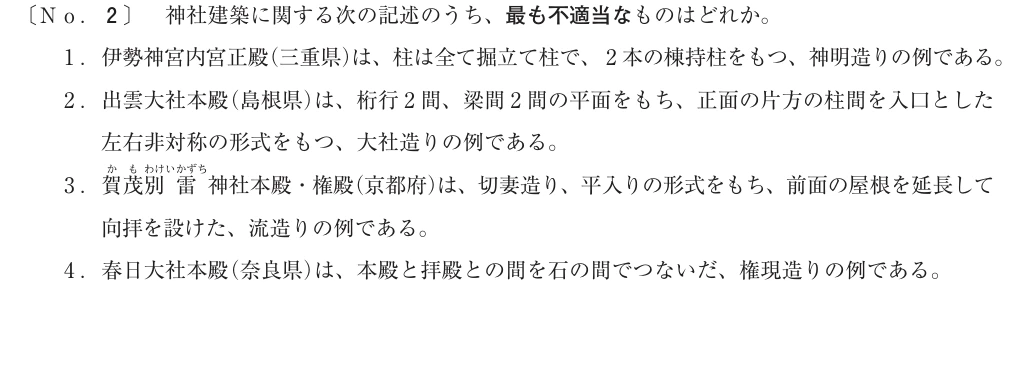 〔Ｎｏ．２〕　神社建築に関する次の記述のうち、最も不適当なものはどれか。
１．伊勢神宮内宮正殿(三重県)は、柱は全て掘立て柱で、２本の棟持柱をもつ、神明造りの例である。
２．出雲大社本殿(島根県)は、桁行２間、梁間２間の平面をもち、正面の片方の柱間を入口とした
左右非対称の形式をもつ、大社造りの例である。
か も わけいかずち
３．賀茂別雷神社本殿・権殿(京都府)は、切妻造り、平入りの形式をもち、前面の屋根を延長して
向拝を設けた、流造りの例である。
４．春日大社本殿(奈良県)は、本殿と拝殿との間を石の間でつないだ、権現造りの例である。